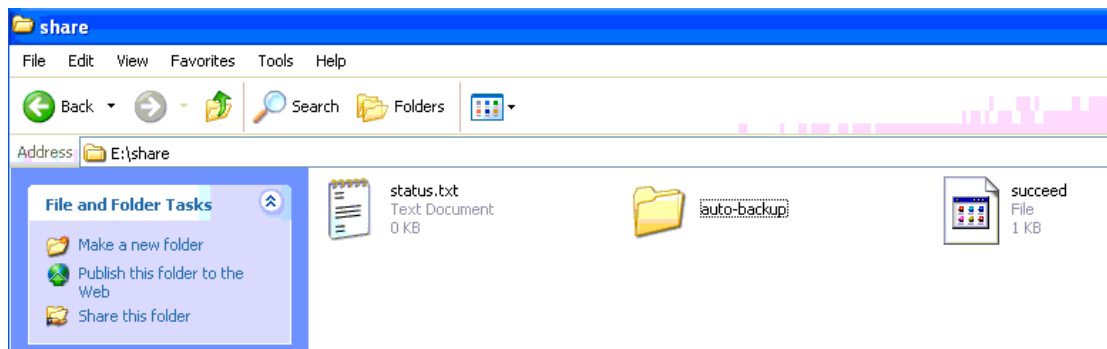 share
File Edit View Favorites Tools Help
Back Search Folders
Address E:\share
File and Folder Tasks
Make a new folder
Publish this folder to the
Web
Share this folder
status.txt
Text Document
0 KB
auto-backup
succeed
File
1 KB